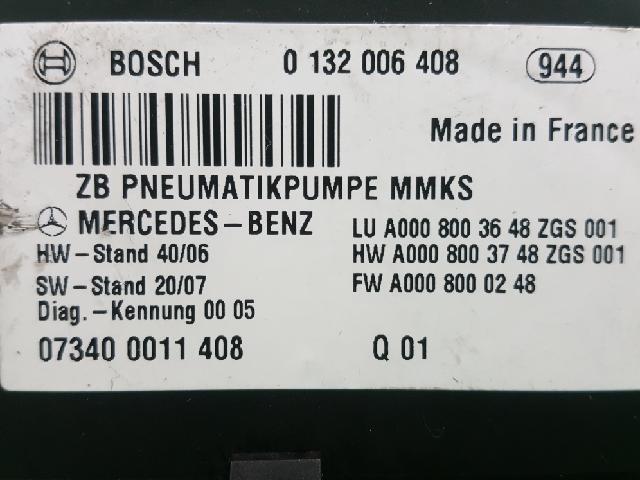 BOSCH 0 132 006 408 944
Made in France
ZB PNEUMATIKPUMPE MMKS
MERCEDES-BENZ LU A000 800 36 48 ZGS 001
HW-Stand 40/06 HW A000 800 37 48 ZGS 001
SW-Stand 20/07 FW A000 800 02 48
Diag.-Kennung 00 05
07340 0011 408 Q 01